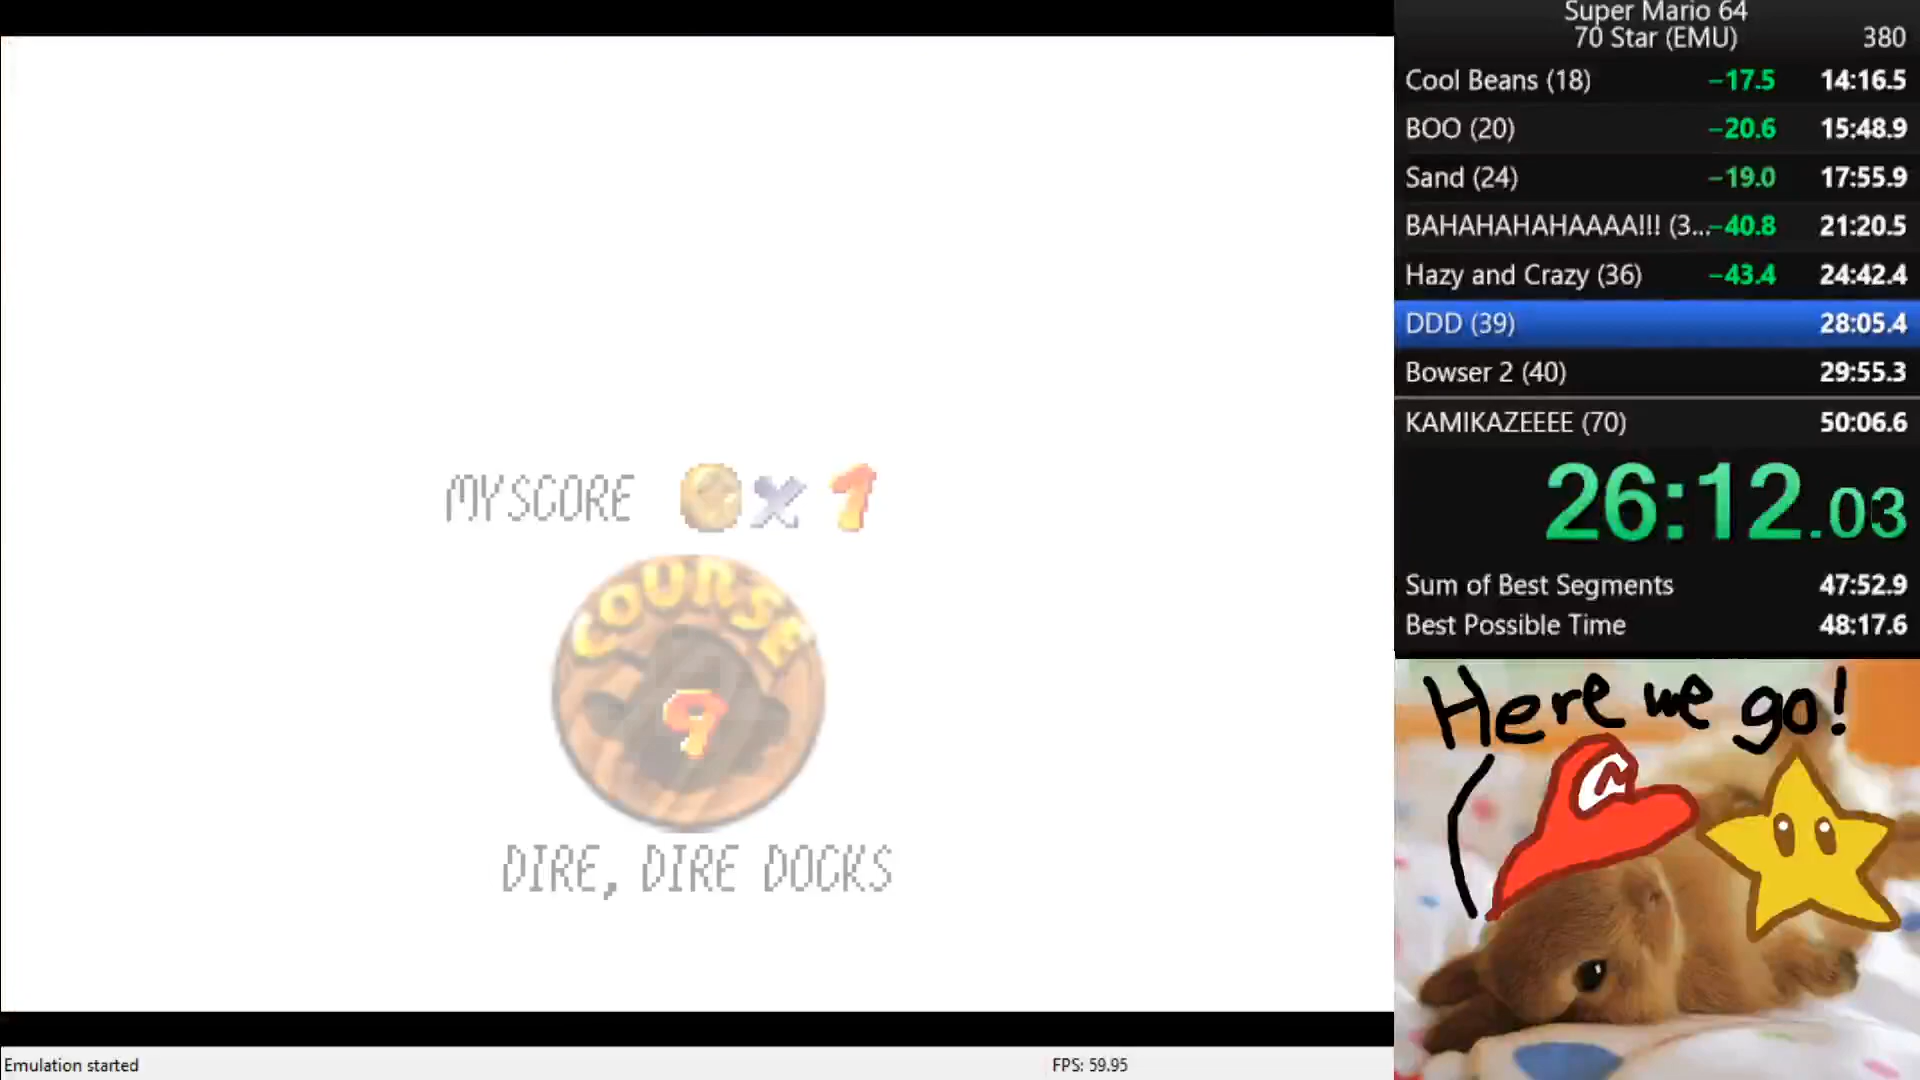 Super Mario 64
70 Star (EMU) 380
Cool Beans (18) −17.5 14:16.5
BOO (20) −20.6 15:48.9
Sand (24) −19.0 17:55.9
BAHAHAHAHAAAA!!! (3... −40.8 21:20.5
Hazy and Crazy (36) −43.4 24:42.4
DDD (39) 28:05.4
Bowser 2 (40) 29:55.3
KAMIKAZEEEE (70) 50:06.6
26:12.03
Sum of Best Segments 47:52.9
Best Possible Time 48:17.6
Here we go!
MY SCORE x 1
COURSE
9
DIRE, DIRE DOCKS
Emulation started FPS: 59.95